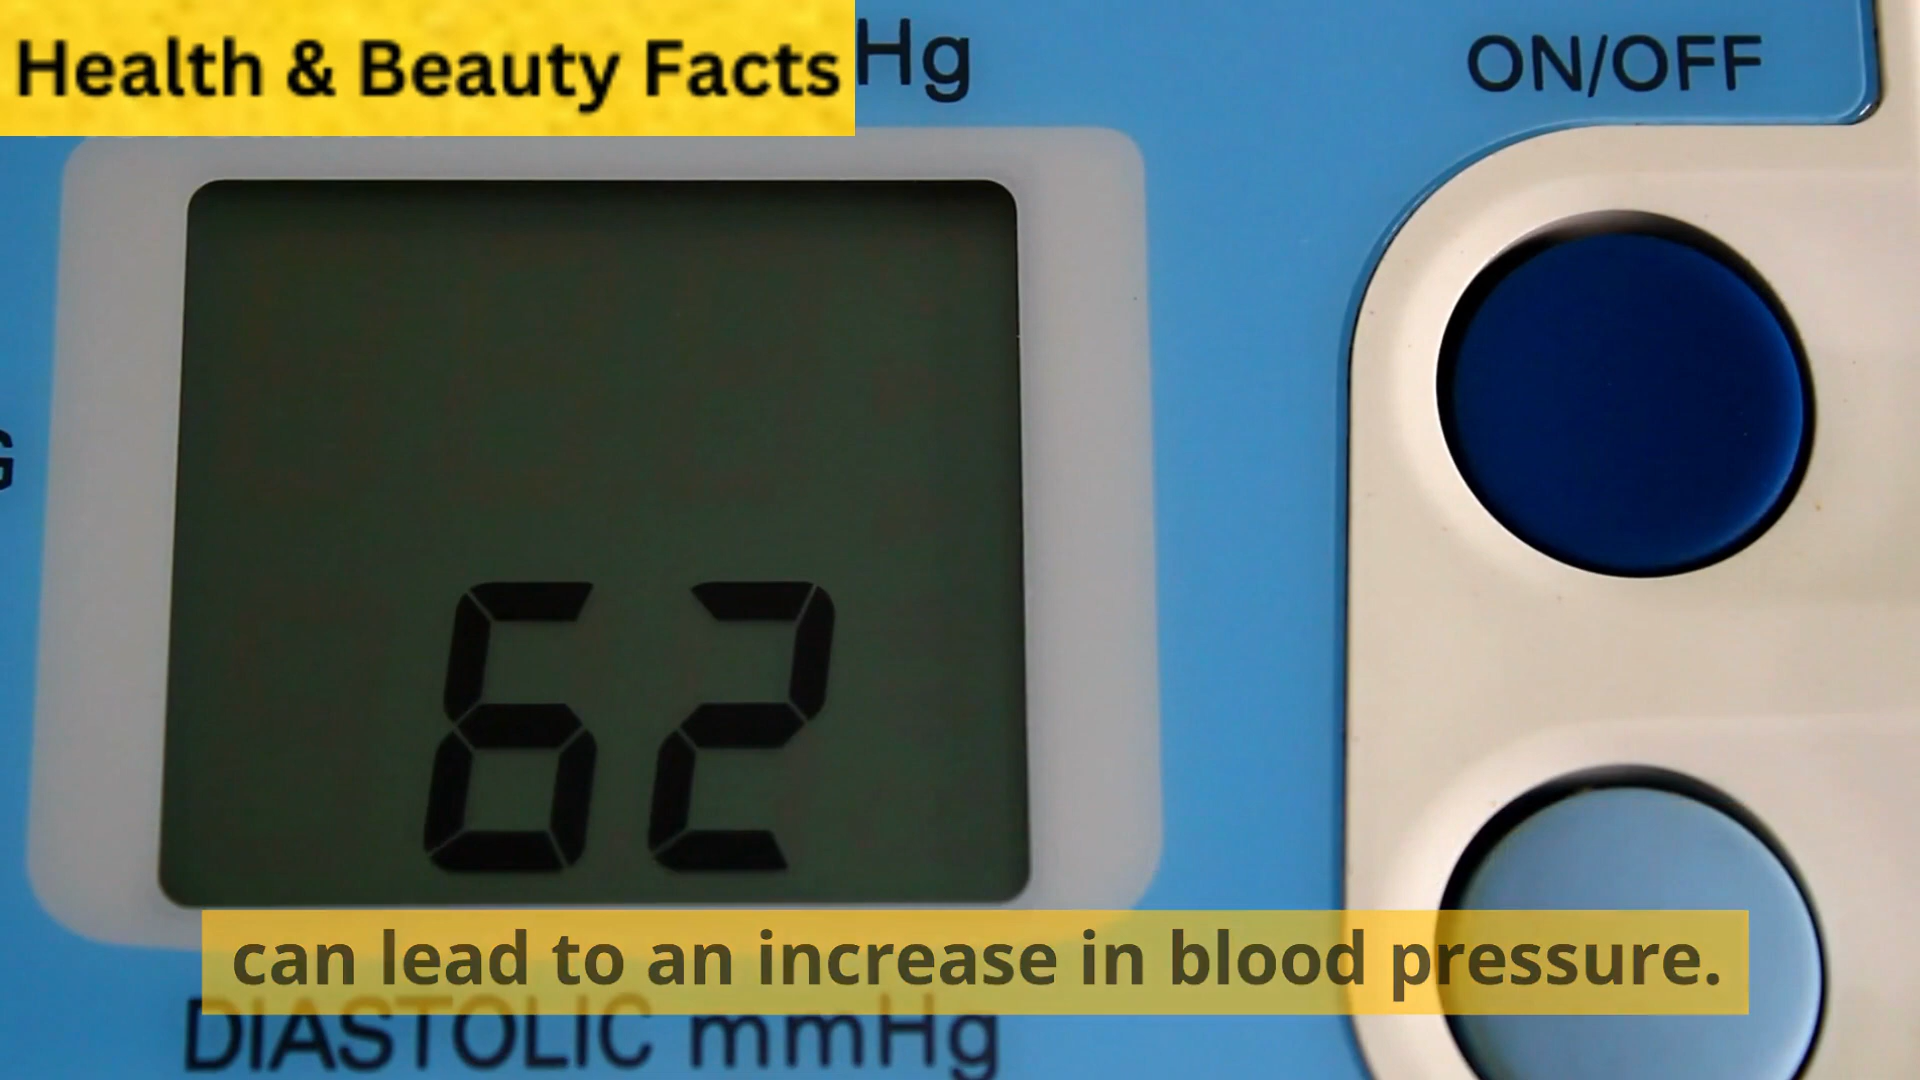 Health & Beauty Facts
Hg
ON/OFF
G
62
can lead to an increase in blood pressure.
DIASTOLIC mmHg